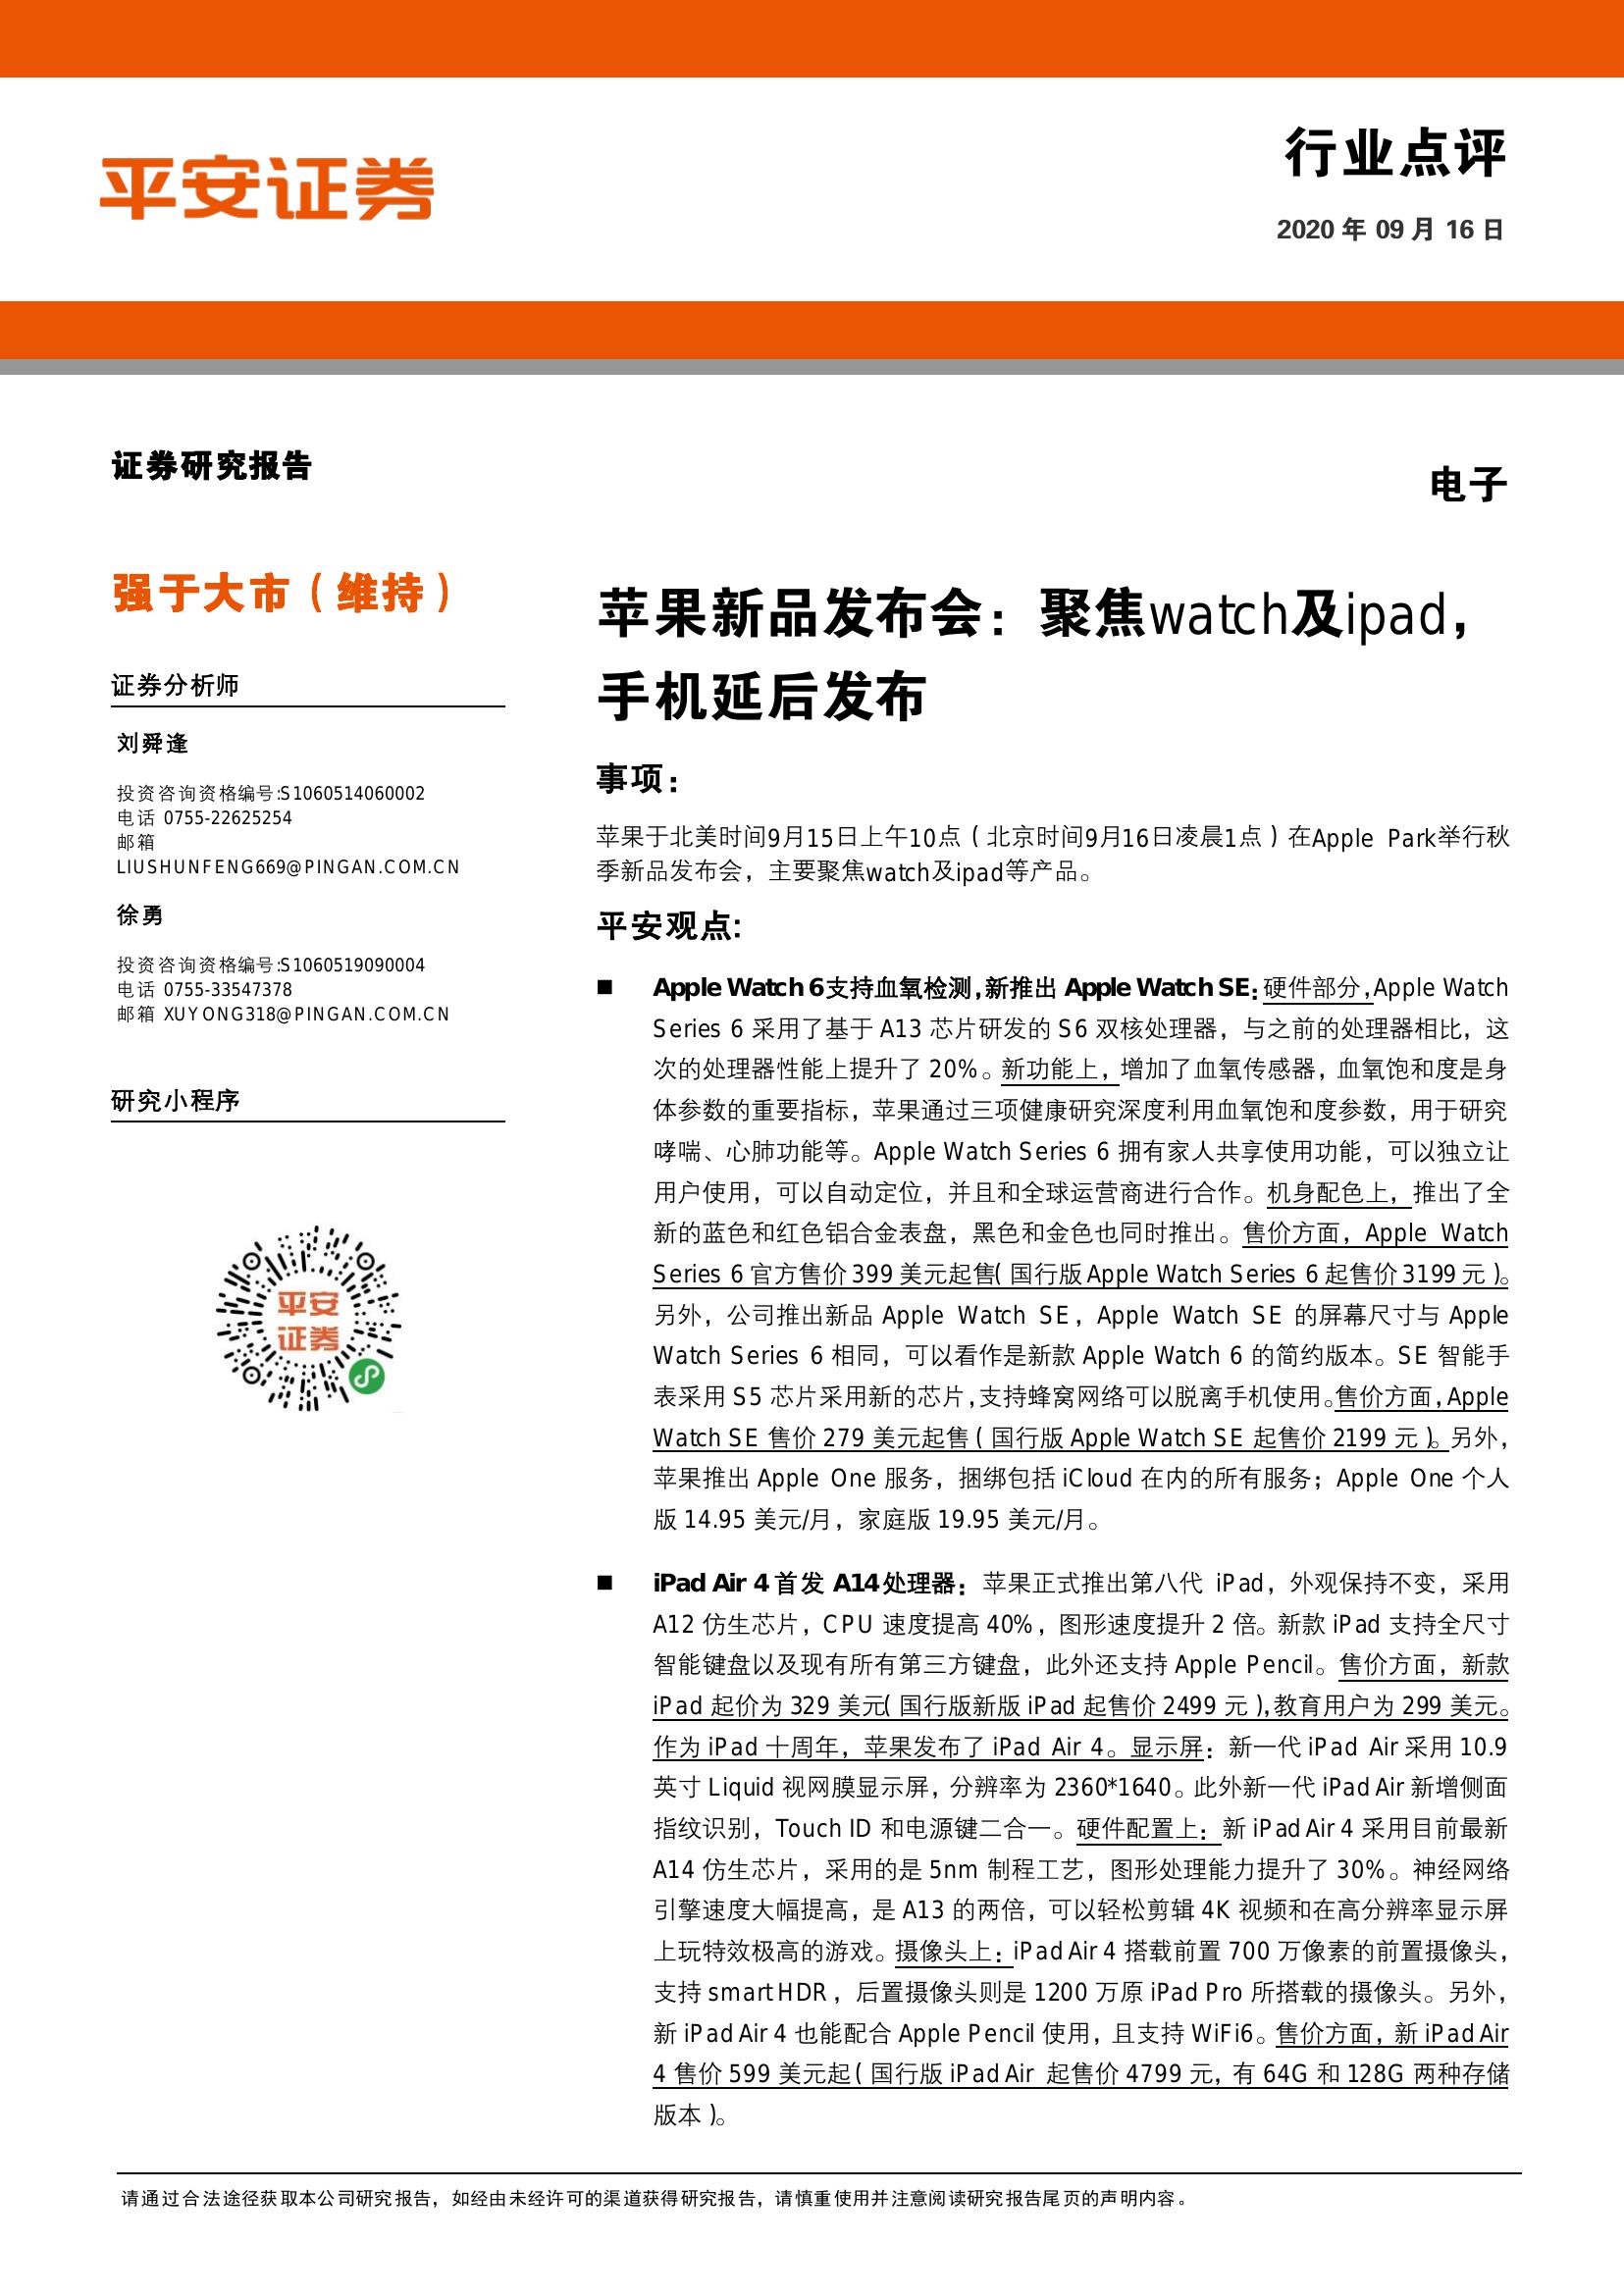 平安证券
行业点评
2020 年 09 月 16 日
证券研究报告
电子
强于大市（维持）
证券分析师
刘舜逢
投资咨询资格编号:S1060514060002
电话 0755-22625254
邮箱
LIUSHUNFENG669@PINGAN.COM.CN
徐勇
投资咨询资格编号:S1060519090004
电话 0755-33547378
邮箱 XUYONG318@PINGAN.COM.CN
研究小程序
平安
证券
苹果新品发布会：聚焦watch及ipad，
手机延后发布
事项：
苹果于北美时间9月15日上午10点（北京时间9月16日凌晨1点）在Apple Park举行秋
季新品发布会，主要聚焦watch及ipad等产品。
平安观点:
■ Apple Watch 6支持血氧检测，新推出 Apple Watch SE：硬件部分，Apple Watch
Series 6 采用了基于 A13 芯片研发的 S6 双核处理器，与之前的处理器相比，这
次的处理器性能上提升了 20%。新功能上，增加了血氧传感器，血氧饱和度是身
体参数的重要指标，苹果通过三项健康研究深度利用血氧饱和度参数，用于研究
哮喘、心肺功能等。Apple Watch Series 6 拥有家人共享使用功能，可以独立让
用户使用，可以自动定位，并且和全球运营商进行合作。机身配色上，推出了全
新的蓝色和红色铝合金表盘，黑色和金色也同时推出。售价方面，Apple Watch
Series 6 官方售价 399 美元起售（国行版 Apple Watch Series 6 起售价 3199 元）。
另外，公司推出新品 Apple Watch SE，Apple Watch SE 的屏幕尺寸与 Apple
Watch Series 6 相同，可以看作是新款 Apple Watch 6 的简约版本。SE 智能手
表采用 S5 芯片采用新的芯片，支持蜂窝网络可以脱离手机使用。售价方面，Apple
Watch SE 售价 279 美元起售（国行版 Apple Watch SE 起售价 2199 元）。另外，
苹果推出 Apple One 服务，捆绑包括 iCloud 在内的所有服务；Apple One 个人
版 14.95 美元/月，家庭版 19.95 美元/月。
■ iPad Air 4 首发 A14 处理器：苹果正式推出第八代 iPad，外观保持不变，采用
A12 仿生芯片，CPU 速度提高 40%，图形速度提升 2 倍。新款 iPad 支持全尺寸
智能键盘以及现有所有第三方键盘，此外还支持 Apple Pencil。售价方面，新款
iPad 起价为 329 美元（国行版新版 iPad 起售价 2499 元），教育用户为 299 美元。
作为 iPad 十周年，苹果发布了 iPad Air 4。显示屏：新一代 iPad Air 采用 10.9
英寸 Liquid 视网膜显示屏，分辨率为 2360*1640。此外新一代 iPad Air 新增侧面
指纹识别，Touch ID 和电源键二合一。硬件配置上：新 iPad Air 4 采用目前最新
A14 仿生芯片，采用的是 5nm 制程工艺，图形处理能力提升了 30%。神经网络
引擎速度大幅提高，是 A13 的两倍，可以轻松剪辑 4K 视频和在高分辨率显示屏
上玩特效极高的游戏。摄像头上：iPad Air 4 搭载前置 700 万像素的前置摄像头，
支持 smart HDR，后置摄像头则是 1200 万原 iPad Pro 所搭载的摄像头。另外，
新 iPad Air 4 也能配合 Apple Pencil 使用，且支持 WiFi6。售价方面，新 iPad Air
4 售价 599 美元起（国行版 iPad Air 起售价 4799 元，有 64G 和 128G 两种存储
版本）。
请通过合法途径获取本公司研究报告，如经由未经许可的渠道获得研究报告，请慎重使用并注意阅读研究报告尾页的声明内容。